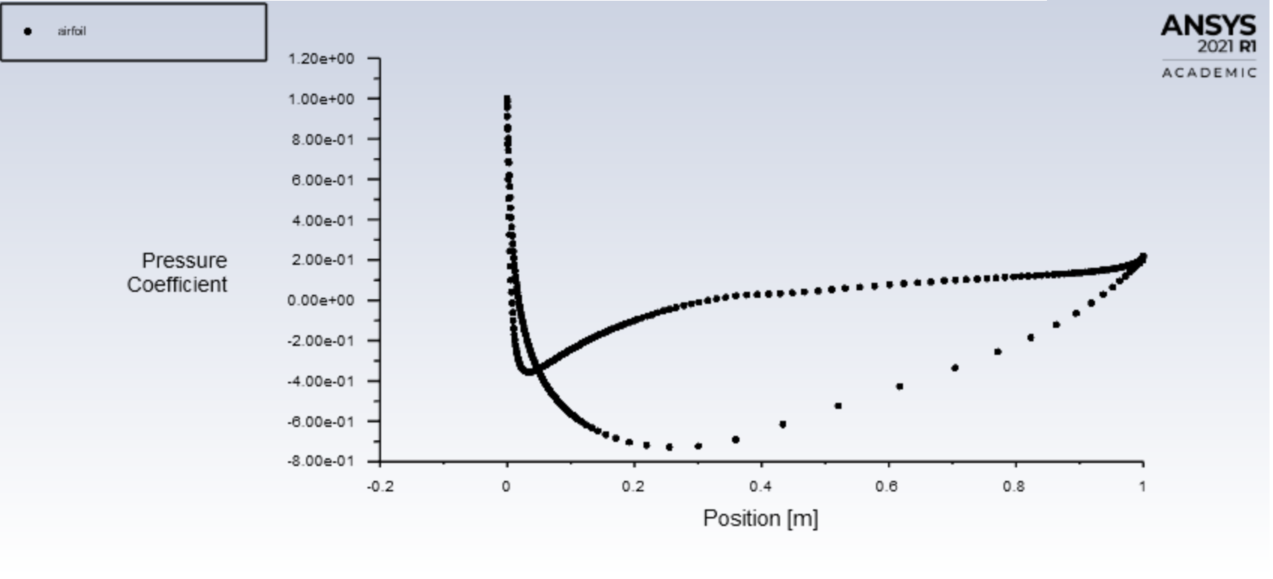 airfoil
ANSYS
2021 R1
ACADEMIC
1.20e+00
1.00e+00
8.00e-01
6.00e-01
4.00e-01
2.00e-01
0.00e+00
-2.00e-01
-4.00e-01
-6.00e-01
-8.00e-01
Pressure
Coefficient
-0.2
0
0.2
0.4
0.6
0.8
1
Position [m]